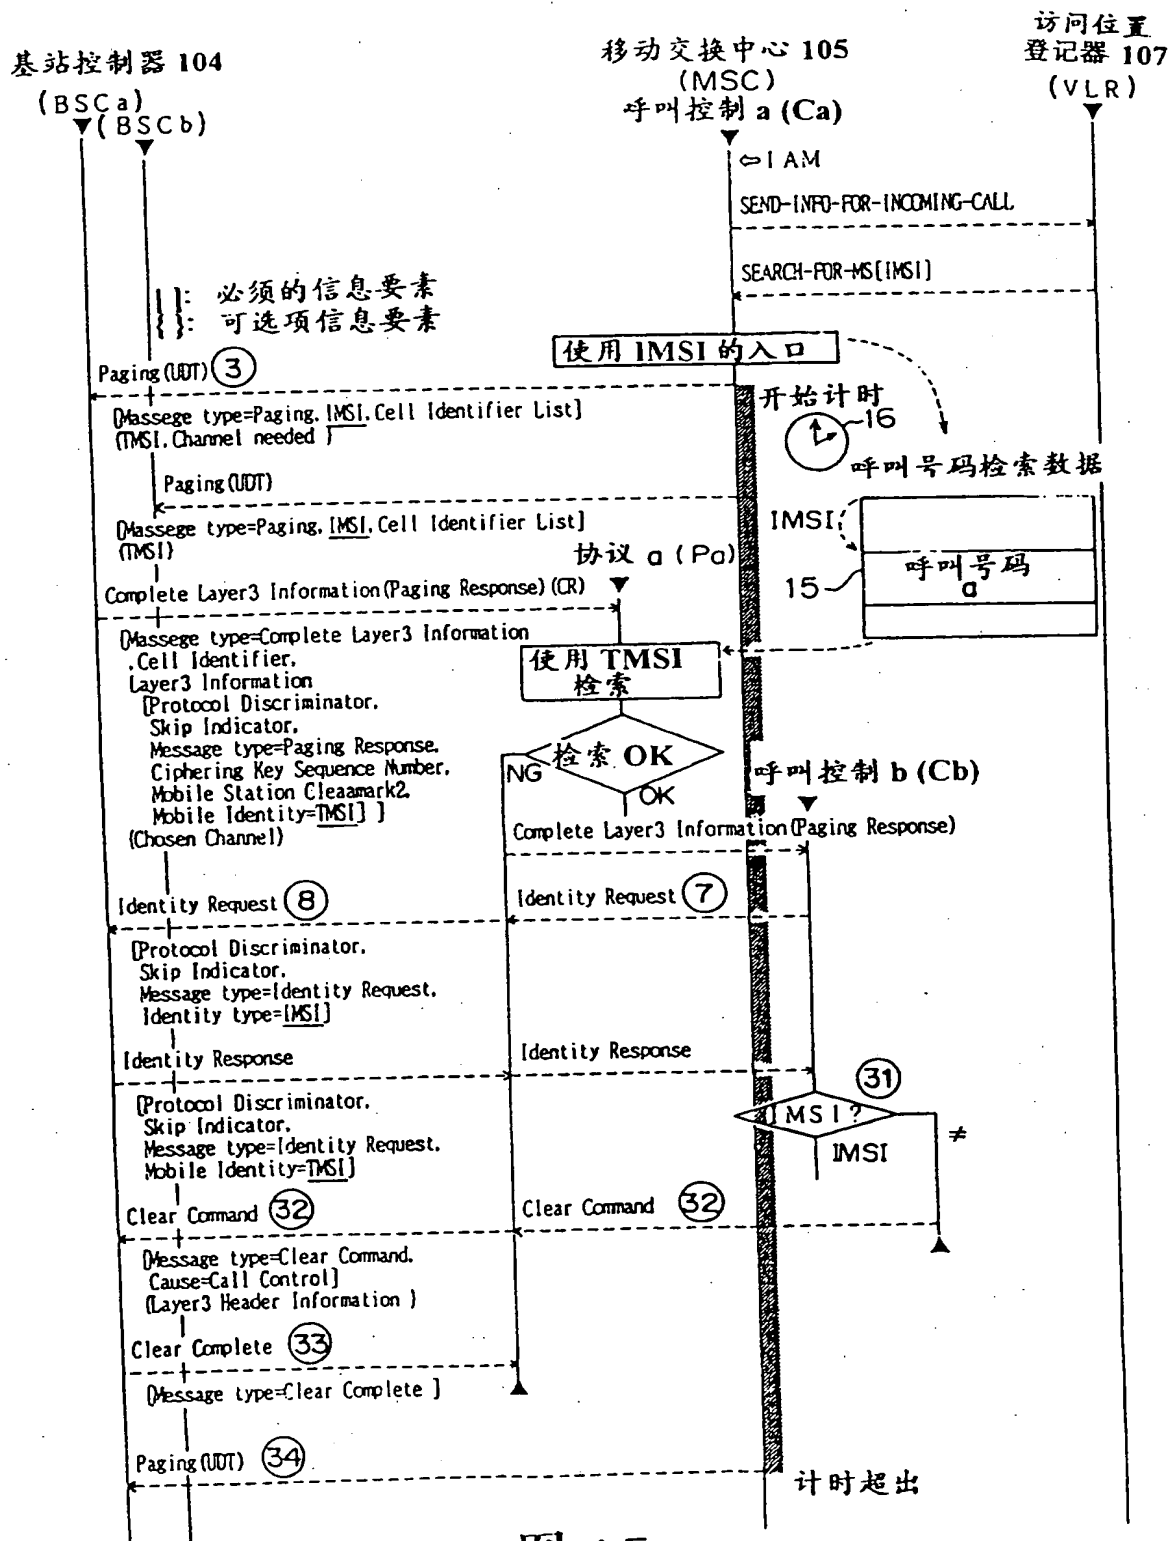 基站控制器 104
(BSCa)
(BSCb)
移动交换中心 105
(MSC)
呼叫控制 a (Ca)
访问位置
登记器 107
(VLR)
⇦IAM
SEND-INFO-FOR-INCOMING-CALL
SEARCH-FOR-MS[IMSI]
[ ]: 必须的信息要素
{ }: 可选项信息要素
使用 IMSI 的入口
Paging(UDT) ③
[Massege type=Paging, IMSI, Cell Identifier List]
{TMSI, Channel needed }
开始计时
16
呼叫号码检索数据
Paging(UDT)
[Massege type=Paging, IMSI, Cell Identifier List]
{TMSI}
IMSI
呼叫号码
a
15
协议 a (Pa)
Complete Layer3 Information(Paging Response)(CR)
[Massege type=Complete Layer3 Information
,Cell Identifier,
Layer3 Information
[Protocol Discriminator,
Skip Indicator,
Message type=Paging Response,
Ciphering Key Sequence Number,
Mobile Station Cleaamark2,
Mobile Identity=TMSI] ]
{Chosen Channel}
使用 TMSI
检索
检索 OK
NG
OK
呼叫控制 b (Cb)
Complete Layer3 Information(Paging Response)
Identity Request ⑧
Identity Request ⑦
[Protocol Discriminator,
Skip Indicator,
Message type=Identity Request,
Identity type=IMSI]
Identity Response
Identity Response
[Protocol Discriminator,
Skip Indicator,
Message type=Identity Request,
Mobile Identity=TMSI]
㉛
IMSI?
≠
IMSI
Clear Command ㉜
Clear Command ㉜
[Message type=Clear Command,
Cause=Call Control]
{Layer3 Header Information }
Clear Complete ㉝
[Message type=Clear Complete ]
Paging(UDT) ㉞
计时超出